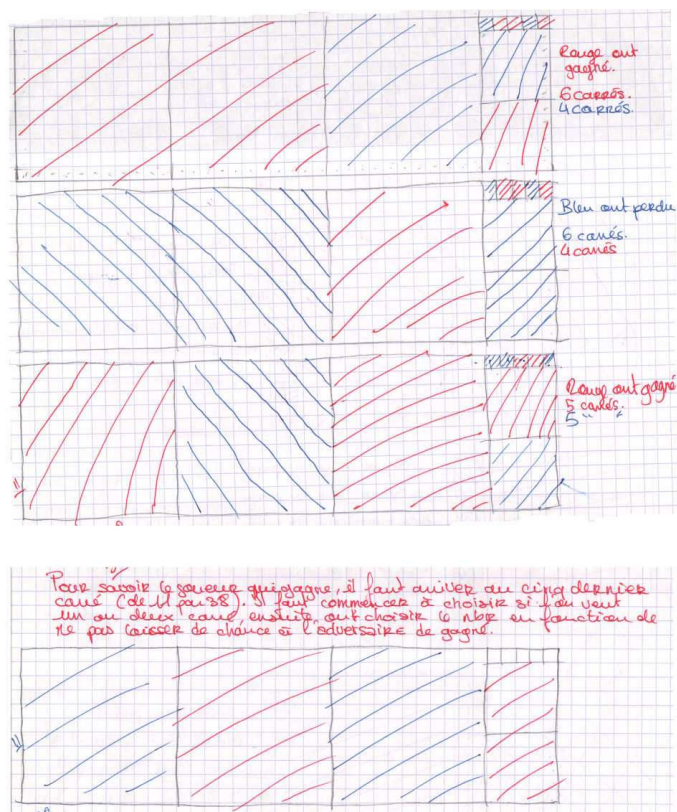 Rouge ont
gagné.
6 carrés.
4 carrés.
Bleu ont perdu
6 carrés.
4 carrés
Rouge ont gagné
5 carrés.
5 " "
Pour savoir le joueur qui gagne, il faut arriver au cinq dernier
carré (de 11 par 38). Il faut commencer à choisir si l'on veut
un ou deux carré, ensuite, ont choisir le nbr en fonction de
ne pas laisser de chance à l'adversaire de gagné.